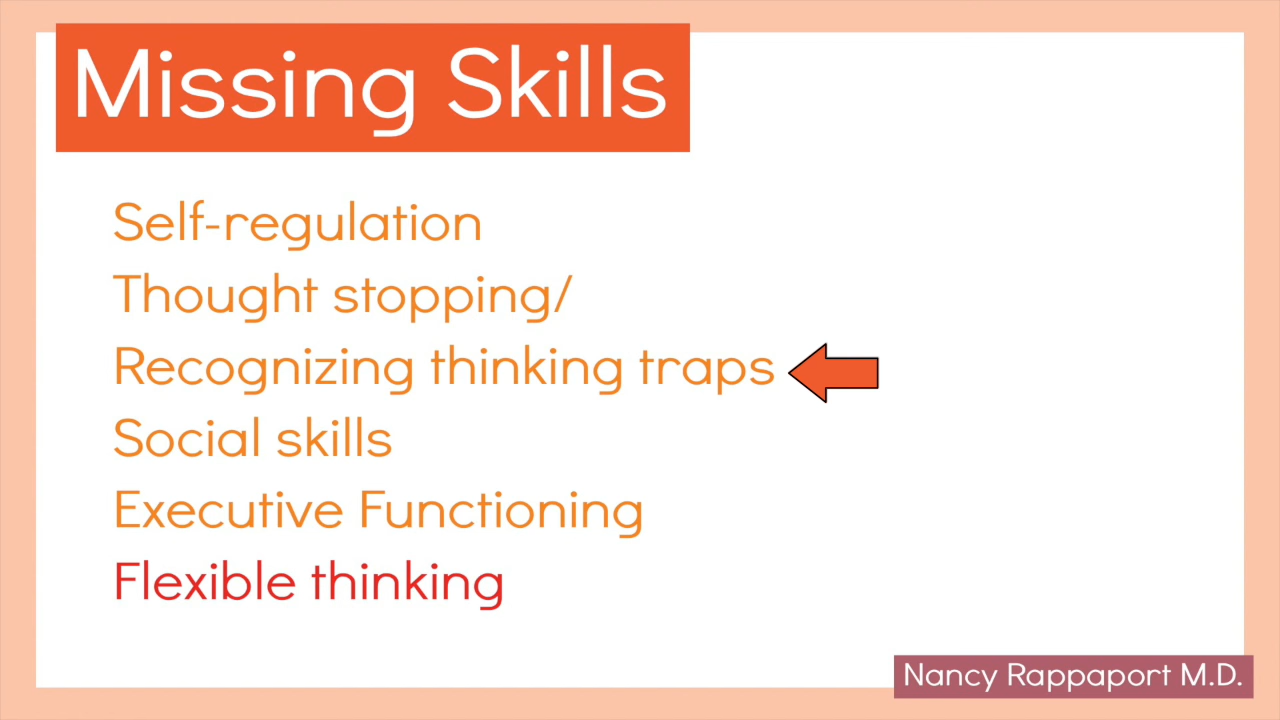 Missing Skills
Self-regulation
Thought stopping/
Recognizing thinking traps
Social skills
Executive Functioning
Flexible thinking
Nancy Rappaport M.D.